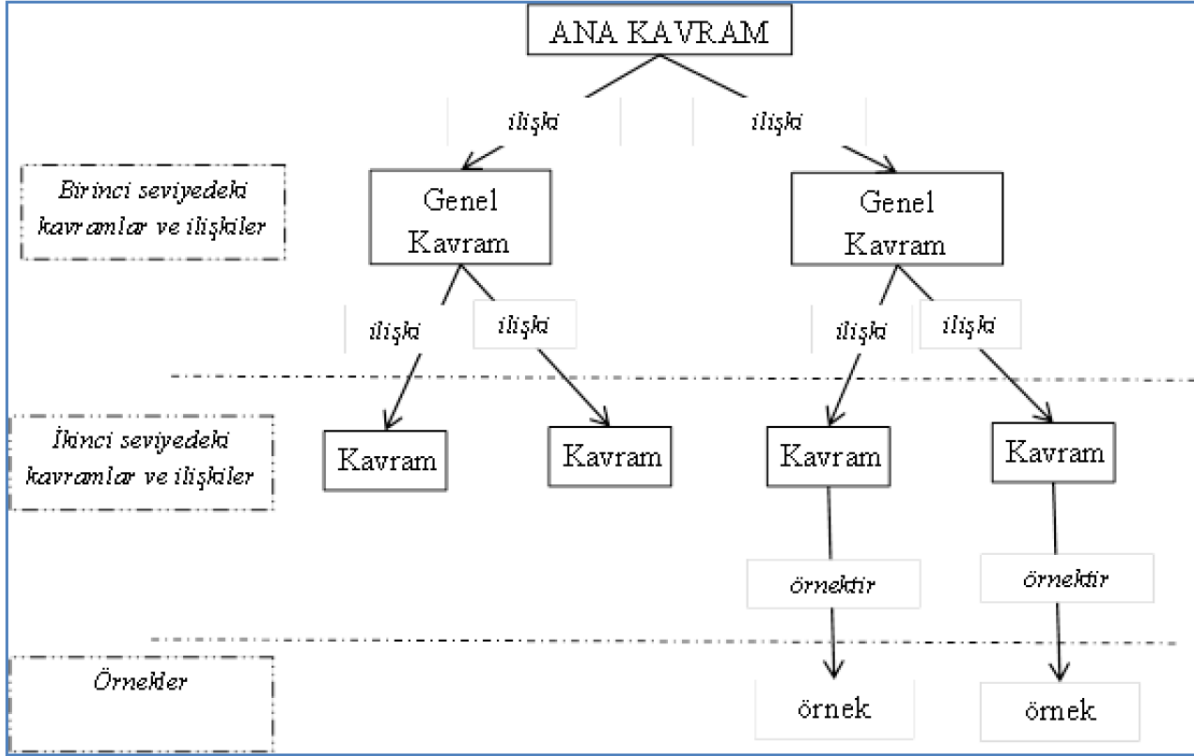 ANA KAVRAM
ilişki
ilişki
Birinci seviyedeki
kavramlar ve ilişkiler
Genel
Kavram
Genel
Kavram
ilişki
ilişki
ilişki
ilişki
İkinci seviyedeki
kavramlar ve ilişkiler
Kavram
Kavram
Kavram
Kavram
örnektir
örnektir
Örnekler
örnek
örnek